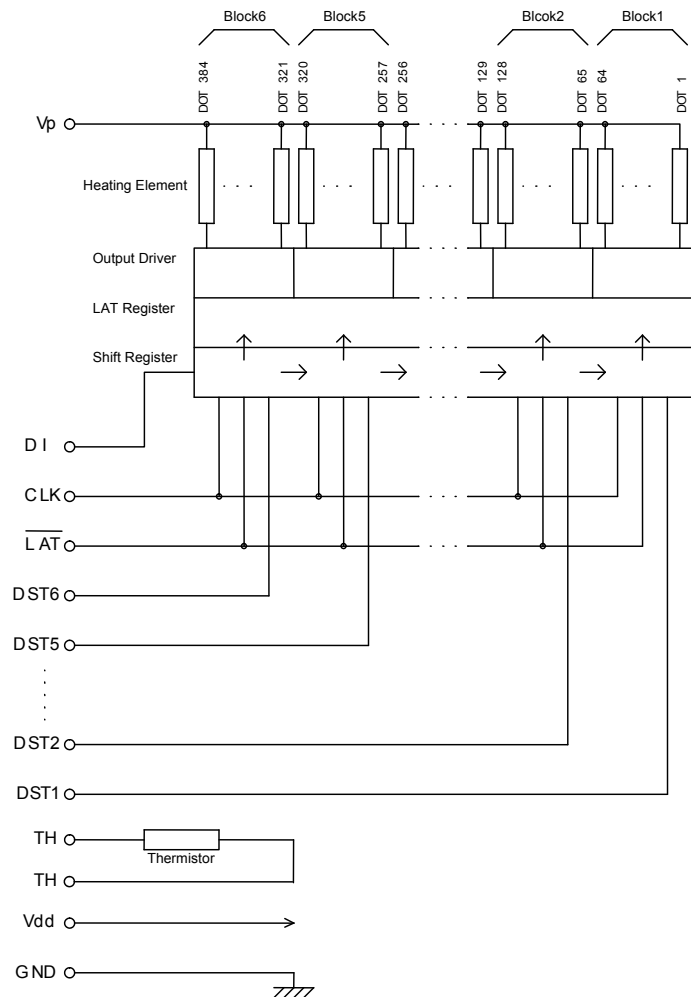 Block6 Block5 Blcok2 Block1
DOT 384 DOT 321 DOT 320 DOT 257 DOT 256 DOT 129 DOT 128 DOT 65 DOT 64 DOT 1
Vp
Heating Element
Output Driver
LAT Register
Shift Register
DI
CLK
LAT
DST6
DST5
DST2
DST1
TH
Thermistor
TH
Vdd
GND